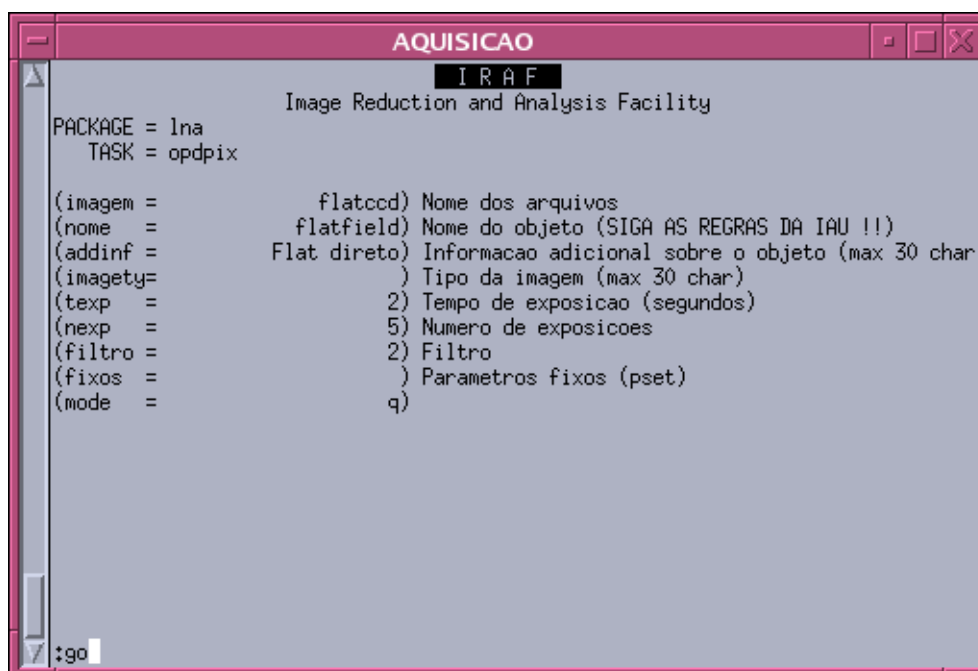 AQUISICAO
I R A F
Image Reduction and Analysis Facility
PACKAGE = lna
TASK = opdpix
(imagem = flatccd) Nome dos arquivos
(nome = flatfield) Nome do objeto (SIGA AS REGRAS DA IAU !!)
(addinf = Flat direto) Informacao adicional sobre o objeto (max 30 char
(imagety= ) Tipo da imagem (max 30 char)
(texp = 2) Tempo de exposicao (segundos)
(nexp = 5) Numero de exposicoes
(filtro = 2) Filtro
(fixos = ) Parametros fixos (pset)
(mode = q)
:go